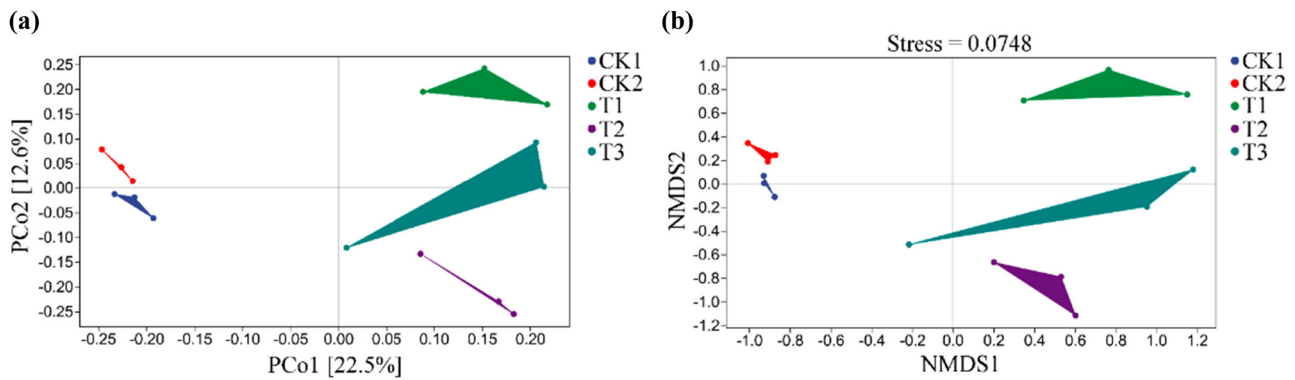 (a)
0.25
0.20
0.15
0.10
0.05
0.00
-0.05
-0.10
-0.15
-0.20
-0.25
PCo2 [12.6%]
-0.25 -0.20 -0.15 -0.10 -0.05 0.00 0.05 0.10 0.15 0.20
PCo1 [22.5%]
CK1
CK2
T1
T2
T3
(b)
Stress = 0.0748
1.0
0.8
0.6
0.4
0.2
0.0
-0.2
-0.4
-0.6
-0.8
-1.0
-1.2
NMDS2
-1.0 -0.8 -0.6 -0.4 -0.2 0.0 0.2 0.4 0.6 0.8 1.0 1.2
NMDS1
CK1
CK2
T1
T2
T3